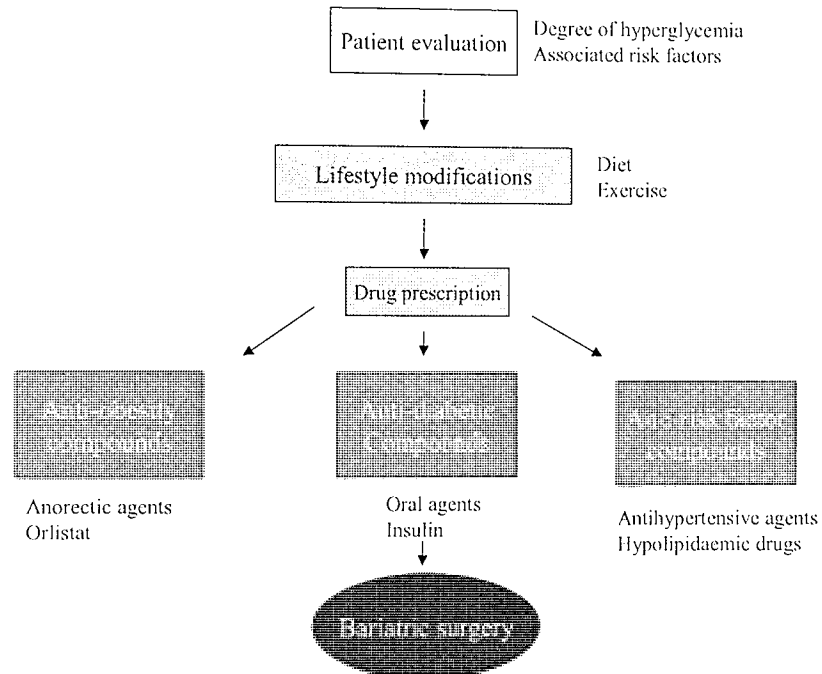 Patient evaluation
Degree of hyperglycemia
Associated risk factors
Lifestyle modifications
Diet
Exercise
Drug prescription
Anti-obesity
compounds
Anti-diabetic
Compounds
Anti-risk factor
compounds
Anorectic agents
Orlistat
Oral agents
Insulin
Antihypertensive agents
Hypolipidaemic drugs
Bariatric surgery